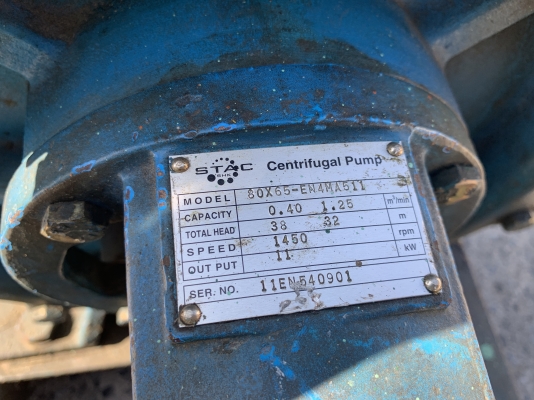 STAC Centrifugal Pump
MODEL 80X65-EN4MA511
CAPACITY 0.40 1.25 m³/min
TOTAL HEAD 38 32 m
SPEED 1450 rpm
OUT PUT 11 kW
SER. NO. 11EN540901